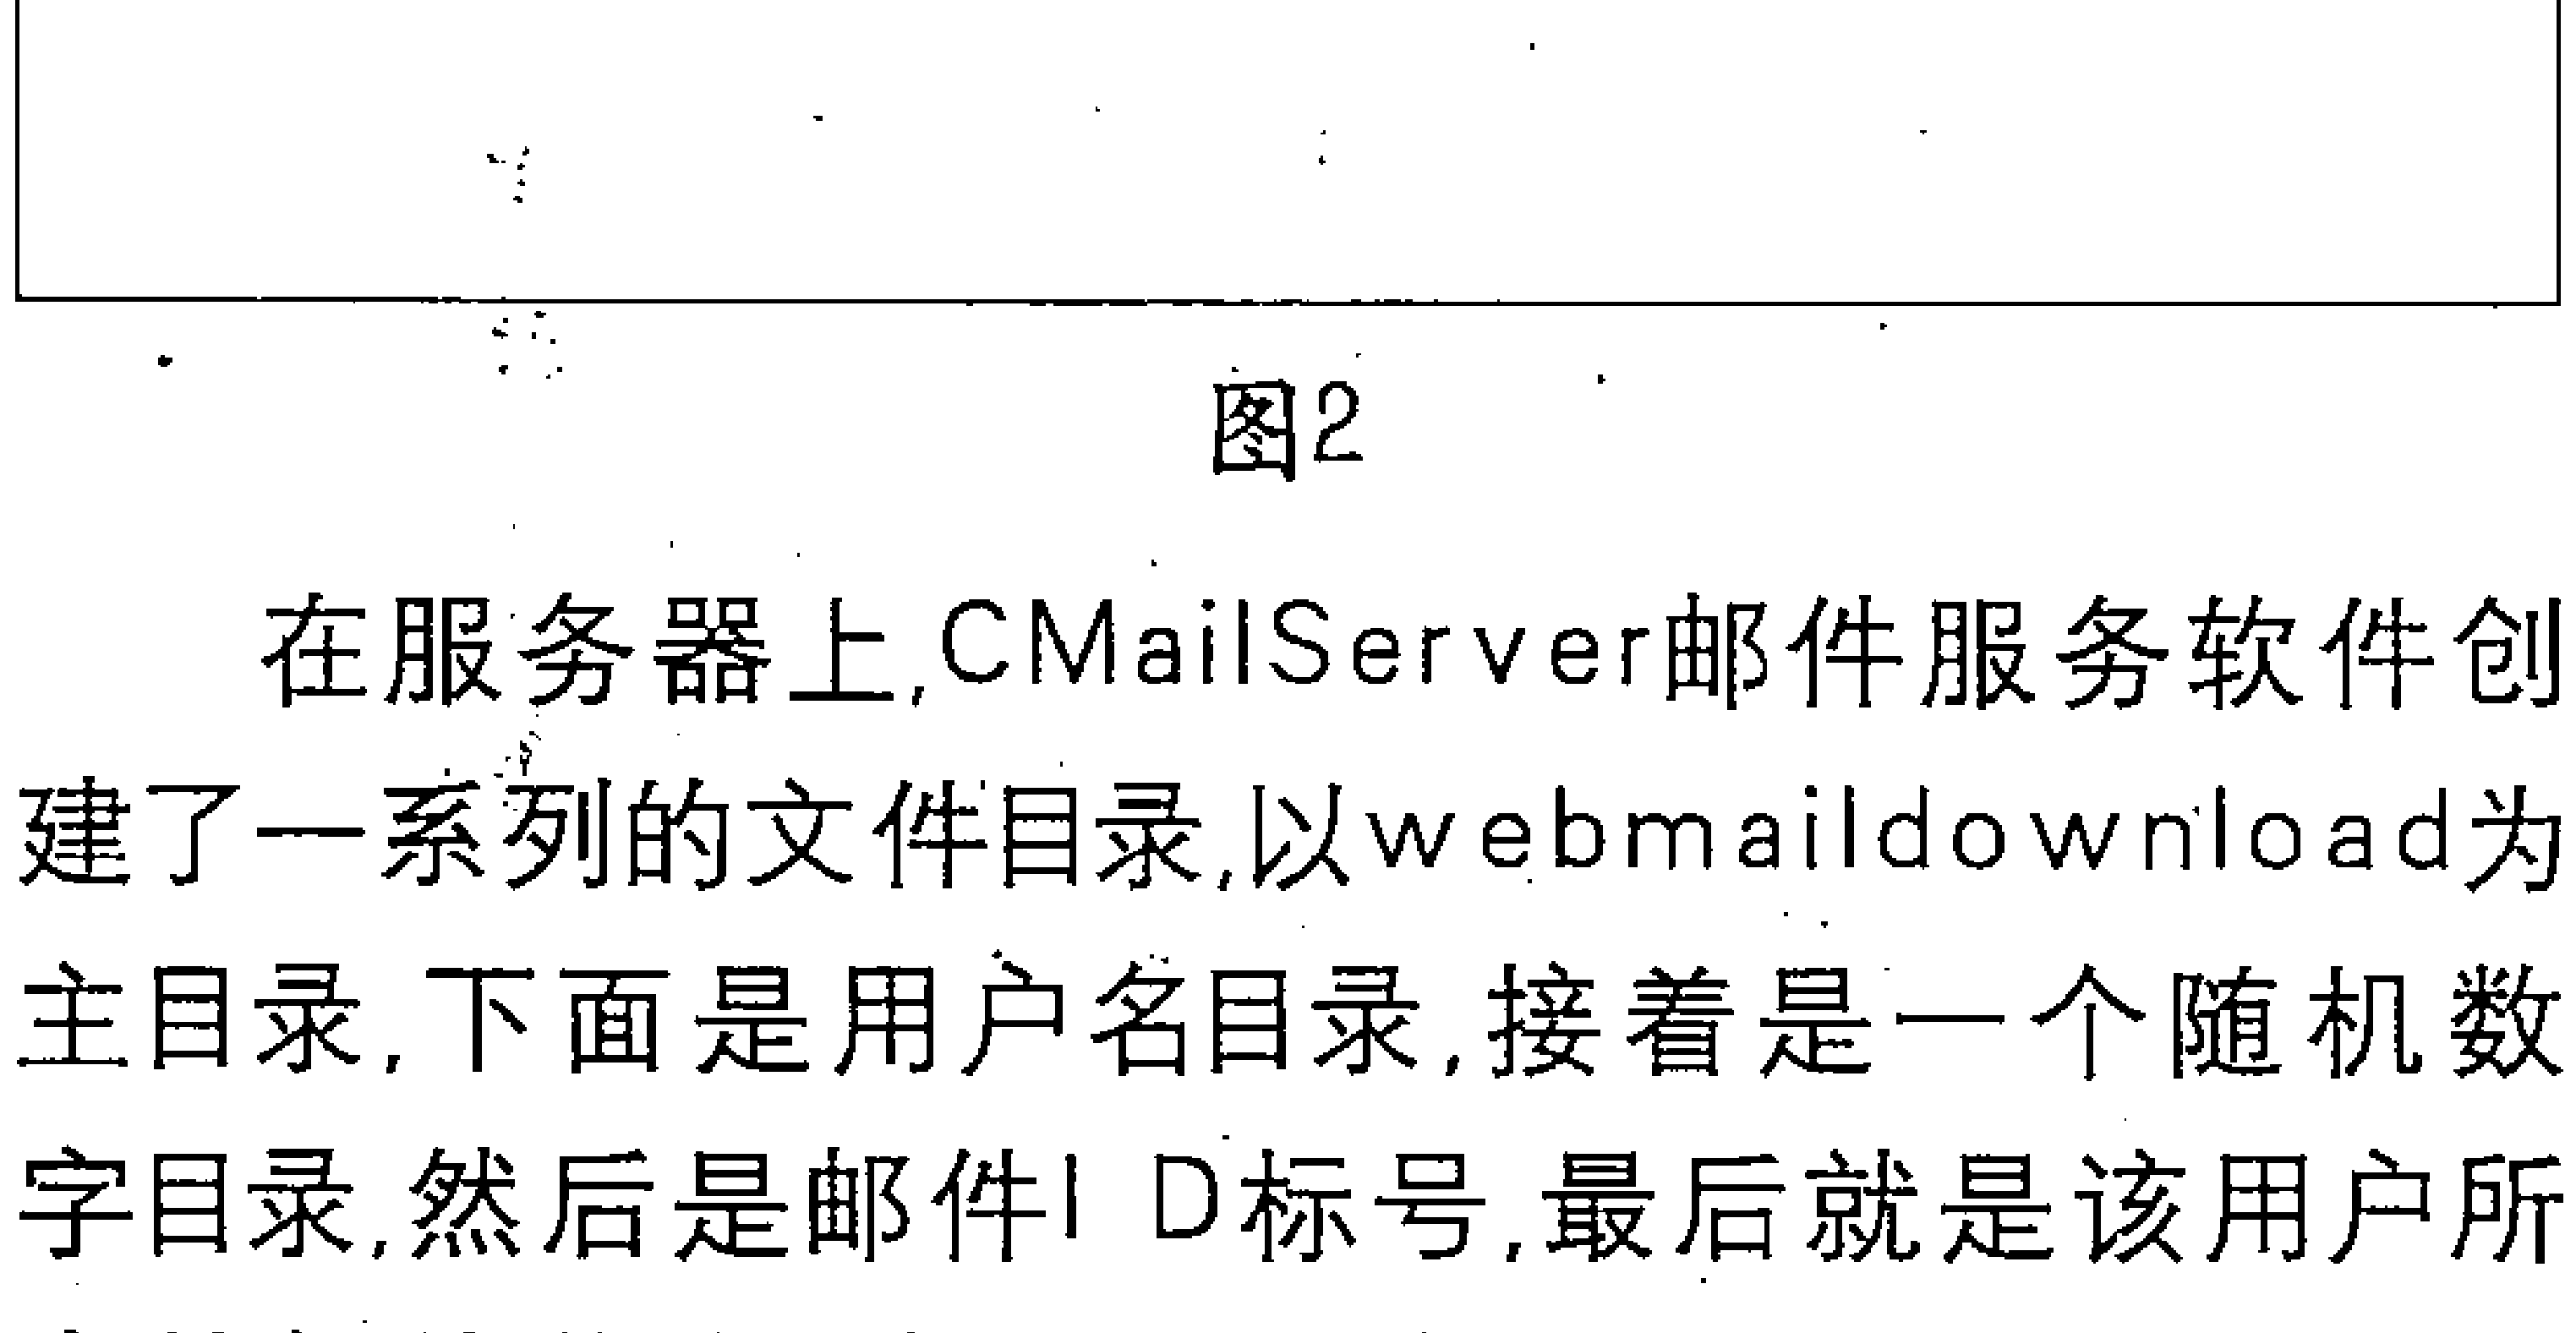 图2
在服务器上,CMailServer邮件服务软件创
建了一系列的文件目录,以webmaildownload为
主目录,下面是用户名目录,接着是一个随机数
字目录,然后是邮件ID标号,最后就是该用户所